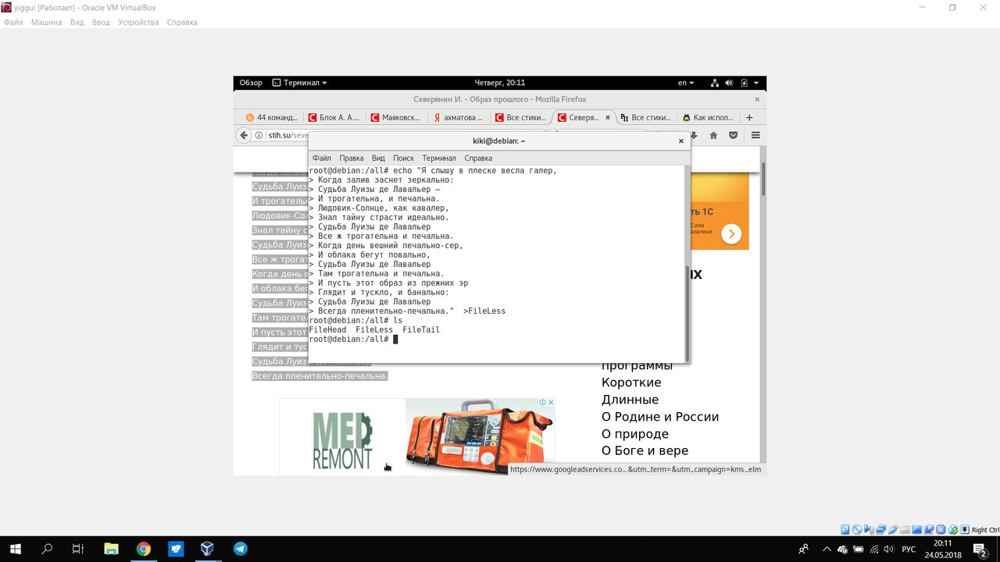 yiggui [Работает] - Oracle VM VirtualBox
Файл Машина Вид Ввод Устройства Справка
Обзор Терминал Четверг, 20:11 en
Северянин И. - Образ прошлого - Mozilla Firefox
44 команд... Блок А. А.... Маяковск... ахматова ... Все стихи... Северя... Все стихи... Как испол...
stih.su/seve
kiki@debian: ~
Файл Правка Вид Поиск Терминал Справка
root@debian:/all# echo "Я слышу в плеске весла галер,
> Когда залив заснет зеркально:
> Судьба Луизы де Лавальер —
> И трогательна, и печальна.
> Людовик-Солнце, как кавалер,
> Знал тайну страсти идеально.
> Судьба Луизы де Лавальер
> Все ж трогательна и печальна.
> Когда день вешний печально-сер,
> И облака бегут повально,
> Судьба Луизы де Лавальер
> Там трогательна и печальна.
> И пусть этот образ из прежних эр
> Глядит и тускло, и банально:
> Судьба Луизы де Лавальер
> Всегда пленительно-печальна."  >FileLess
root@debian:/all# ls
FileHead  FileLess  FileTail
root@debian:/all#
Судьба Луиз
И трогатель
Людовик-Сол
Знал тайну с
Судьба Луиз
Все ж трогат
Когда день в
И облака бег
Судьба Луиз
Там трогате
И пусть этот
Глядит и тус
Судьба Луиз
Всегда пленительно-печальна.
ть 1С
С или
новлена!
ых
программы
Короткие
Длинные
О Родине и России
О природе
О Боге и вере
MED
REMONT
https://www.googleadservices.co...&utm_term=&utm_campaign=kms_elm
Right Ctrl
РУС
20:11
24.05.2018
2